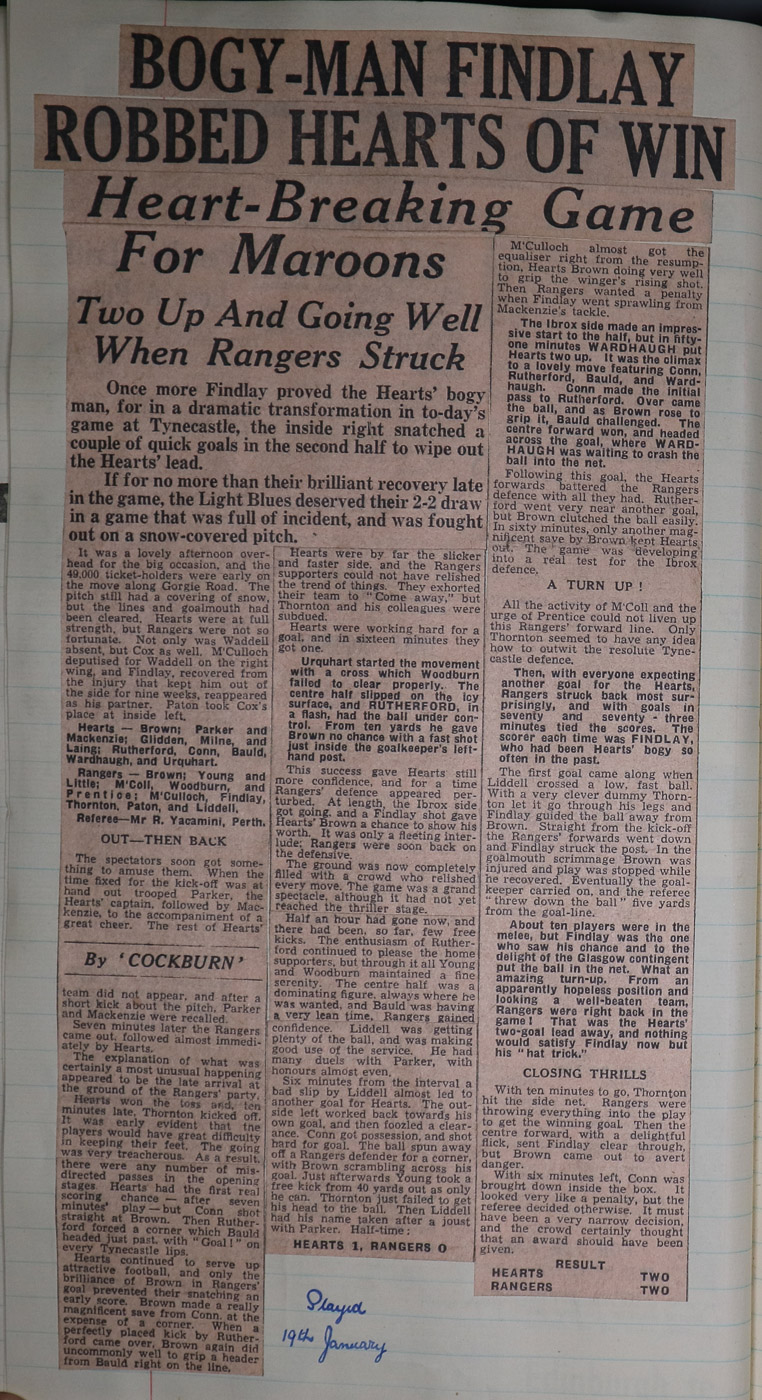 BOGY-MAN FINDLAY
ROBBED HEARTS OF WIN
Heart-Breaking Game
For Maroons
Two Up And Going Well
When Rangers Struck
Once more Findlay proved the Hearts' bogy
man, for in a dramatic transformation in to-day's
game at Tynecastle, the inside right snatched a
couple of quick goals in the second half to wipe out
the Hearts' lead.
If for no more than their brilliant recovery late
in the game, the Light Blues deserved their 2-2 draw
in a game that was full of incident, and was fought
out on a snow-covered pitch.
It was a lovely afternoon over-
head for the big occasion, and the
49,000 ticket-holders were early on
the move along Gorgie Road. The
pitch still had a covering of snow,
but the lines and goalmouth had
been cleared. Hearts were at full
strength, but Rangers were not so
fortunate. Not only was Waddell
absent, but Cox as well. M'Culloch
deputised for Waddell on the right
wing, and Findlay, recovered from
the injury that kept him out of
the side for nine weeks, reappeared
as his partner. Paton took Cox's
place at inside left.
Hearts — Brown; Parker and
Mackenzie; Glidden, Milne, and
Laing; Rutherford, Conn, Bauld,
Wardhaugh, and Urquhart.
Rangers — Brown; Young and
Little; M'Coll, Woodburn, and
Prentice; M'Culloch, Findlay,
Thornton, Paton, and Liddell.
Referee—Mr R. Yacamini, Perth.
OUT—THEN BACK
The spectators soon got some-
thing to amuse them. When the
time fixed for the kick-off was at
hand out trooped Parker, the
Hearts' captain, followed by Mac-
kenzie, to the accompaniment of a
great cheer. The rest of Hearts'
By 'COCKBURN'
team did not appear, and after a
short kick about the pitch, Parker
and Mackenzie were recalled.
Seven minutes later the Rangers
came out, followed almost immedi-
ately by Hearts.
The explanation of what was
certainly a most unusual happening
appeared to be the late arrival at
the ground of the Rangers' party.
Hearts won the toss and, ten
minutes late, Thornton kicked off.
It was early evident that the
players would have great difficulty
in keeping their feet. The going
was very treacherous. As a result,
there were any number of mis-
directed passes in the opening
stages. Hearts had the first real
scoring chance — after seven
minutes' play — but Conn shot
straight at Brown. Then Ruther-
ford forced a corner which Bauld
headed just past, with "Goal!" on
every Tynecastle lips.
Hearts continued to serve up
attractive football, and only the
brilliance of Brown in Rangers'
goal prevented their snatching an
early score. Brown made a really
magnificent save from Conn, at the
expense of a corner. When a
perfectly placed kick by Ruther-
ford came over, Brown again did
uncommonly well to grip a header
from Bauld right on the line,
Hearts were by far the slicker
and faster side, and the Rangers
supporters could not have relished
the trend of things. They exhorted
their team to "Come away," but
Thornton and his colleagues were
subdued.
Hearts were working hard for a
goal, and in sixteen minutes they
got one.
Urquhart started the movement
with a cross which Woodburn
failed to clear properly. The
centre half slipped on the icy
surface, and RUTHERFORD, in
a flash, had the ball under con-
trol. From ten yards he gave
Brown no chance with a fast shot
just inside the goalkeeper's left-
hand post.
This success gave Hearts still
more confidence, and for a time
Rangers' defence appeared per-
turbed. At length, the Ibrox side
got going, and a Findlay shot gave
Hearts' Brown a chance to show his
worth. It was only a fleeting inter-
lude; Rangers were soon back on
the defensive.
The ground was now completely
filled with a crowd who relished
every move. The game was a grand
spectacle, although it had not yet
reached the thriller stage.
Half an hour had gone now, and
there had been, so far, few free
kicks. The enthusiasm of Ruther-
ford continued to please the home
supporters, but through it all Young
and Woodburn maintained a fine
serenity. The centre half was a
dominating figure, always where he
was wanted, and Bauld was having
a very lean time. Rangers gained
confidence. Liddell was getting
plenty of the ball, and was making
good use of the service. He had
many duels with Parker, with
honours almost even.
Six minutes from the interval a
bad slip by Liddell almost led to
another goal for Hearts. The out-
side left worked back towards his
own goal, and then foozled a clear-
ance. Conn got possession, and shot
hard for goal. The ball spun away
off a Rangers defender for a corner,
with Brown scrambling across his
goal. Just afterwards Young took a
free kick from 40 yards out as only
he can. Thornton just failed to get
his head to the ball. Then Liddell
had his name taken after a joust
with Parker. Half-time:
HEARTS 1, RANGERS 0
M'Culloch almost got the
equaliser right from the resump-
tion, Hearts Brown doing very well
to grip the winger's rising shot.
Then Rangers wanted a penalty
when Findlay went sprawling from
Mackenzie's tackle.
The Ibrox side made an impres-
sive start to the half, but in fifty-
one minutes WARDHAUGH put
Hearts two up. It was the climax
to a lovely move featuring Conn,
Rutherford, Bauld, and Ward-
haugh. Conn made the initial
pass to Rutherford. Over came
the ball, and as Brown rose to
grip it, Bauld challenged. The
centre forward won, and headed
across the goal, where WARD-
HAUGH was waiting to crash the
ball into the net.
Following this goal, the Hearts
forwards battered the Rangers
defence with all they had. Ruther-
ford went very near another goal,
but Brown clutched the ball easily.
In sixty minutes, only another mag-
nificent save by Brown kept Hearts
out. The game was developing
into a real test for the Ibrox
defence.
A TURN UP!
All the activity of M'Coll and the
urge of Prentice could not liven up
this Rangers' forward line. Only
Thornton seemed to have any idea
how to outwit the resolute Tyne-
castle defence.
Then, with everyone expecting
another goal for the Hearts,
Rangers struck back most sur-
prisingly, and with goals in
seventy and seventy-three
minutes tied the scores. The
scorer each time was FINDLAY,
who had been Hearts' bogy so
often in the past.
The first goal came along when
Liddell crossed a low, fast ball.
With a very clever dummy Thorn-
ton let it go through his legs and
Findlay guided the ball away from
Brown. Straight from the kick-off
the Rangers' forwards went down
and Findlay struck the post. In the
goalmouth scrimmage Brown was
injured and play was stopped while
he recovered. Eventually the goal-
keeper carried on, and the referee
"threw down the ball" five yards
from the goal-line.
About ten players were in the
melee, but Findlay was the one
who saw his chance and to the
delight of the Glasgow contingent
put the ball in the net. What an
amazing turn-up. From an
apparently hopeless position and
looking a well-beaten team,
Rangers were right back in the
game! That was the Hearts'
two-goal lead away, and nothing
would satisfy Findlay now but
his "hat trick."
CLOSING THRILLS
With ten minutes to go, Thornton
hit the side net. Rangers were
throwing everything into the play
to get the winning goal. Then the
centre forward, with a delightful
flick, sent Findlay clear through,
but Brown came out to avert
danger.
With six minutes left, Conn was
brought down inside the box. It
looked very like a penalty, but the
referee decided otherwise. It must
have been a very narrow decision,
and the crowd certainly thought
that an award should have been
given.
RESULT
HEARTS TWO
RANGERS TWO
Played
19th January